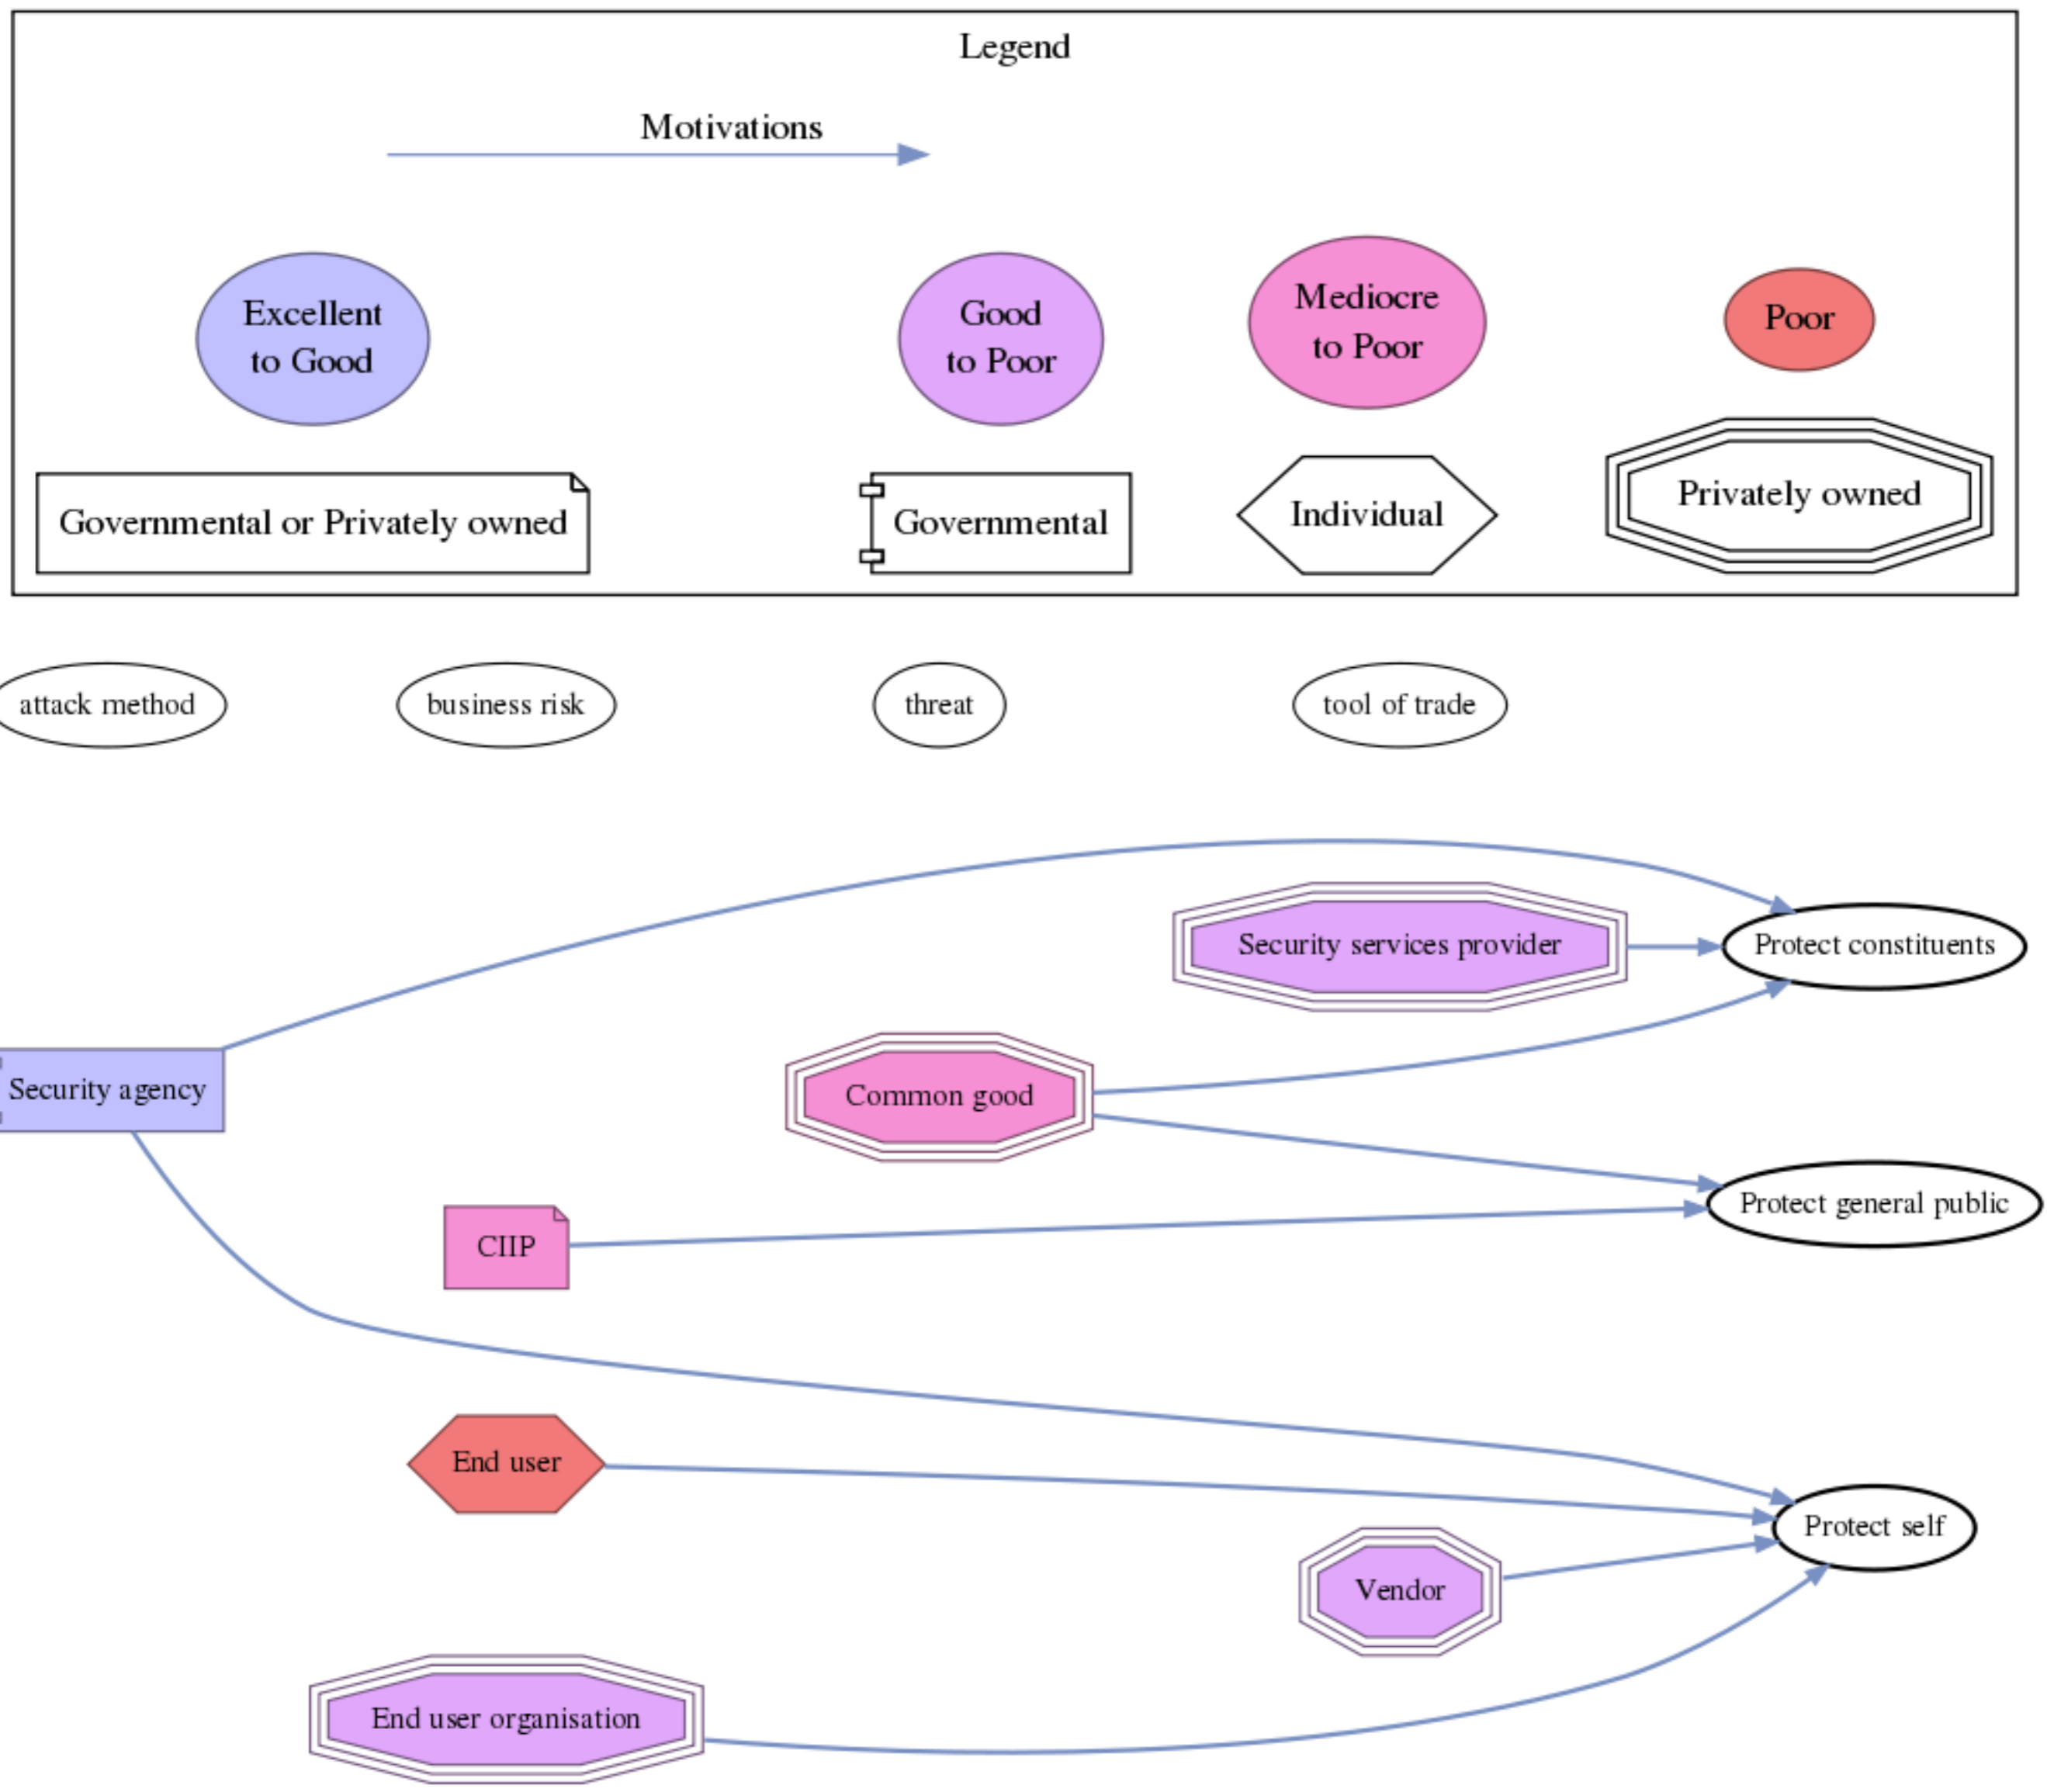 Legend
Motivations
Excellent
to Good
Good
to Poor
Mediocre
to Poor
Poor
Governmental or Privately owned
Governmental
Individual
Privately owned
attack method
business risk
threat
tool of trade
Security services provider
Protect constituents
Security agency
Common good
Protect general public
CIIP
End user
Protect self
Vendor
End user organisation